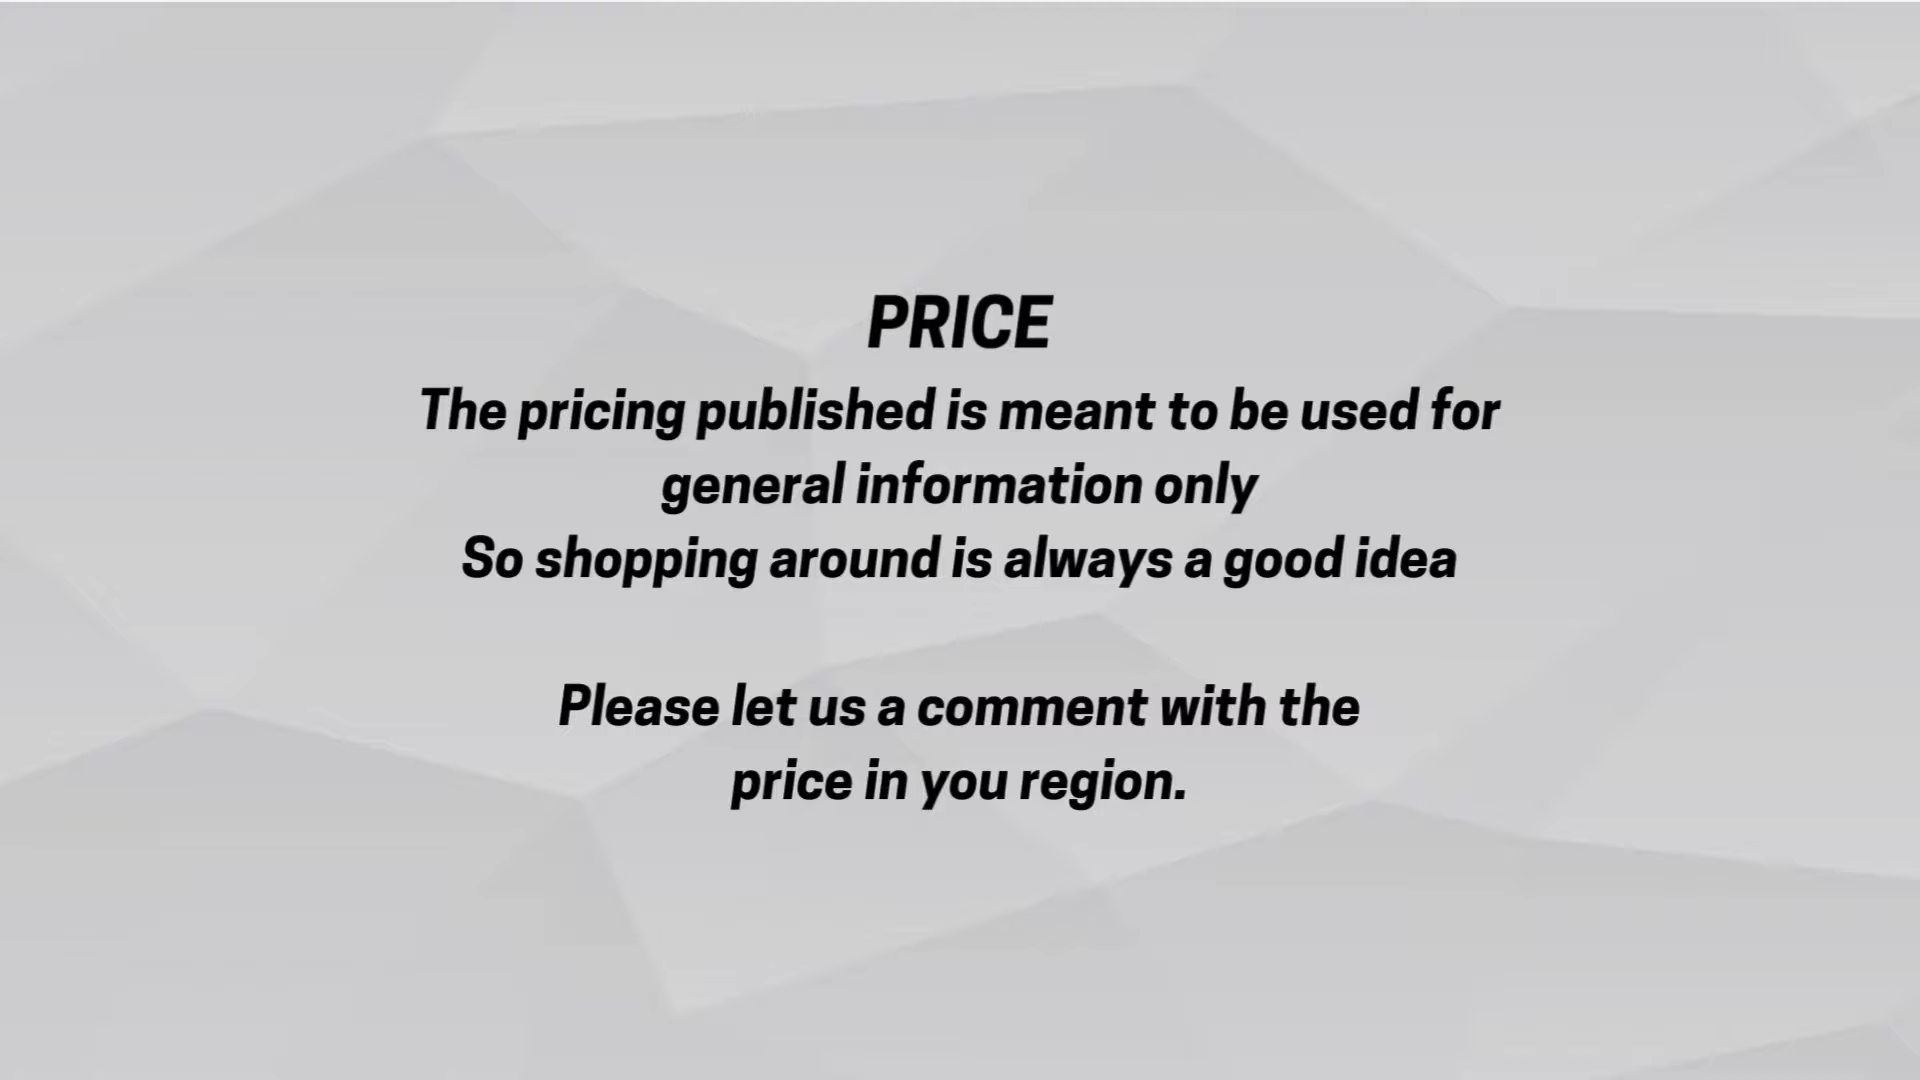 PRICE
The pricing published is meant to be used for
general information only
So shopping around is always a good idea
Please let us a comment with the
price in you region.